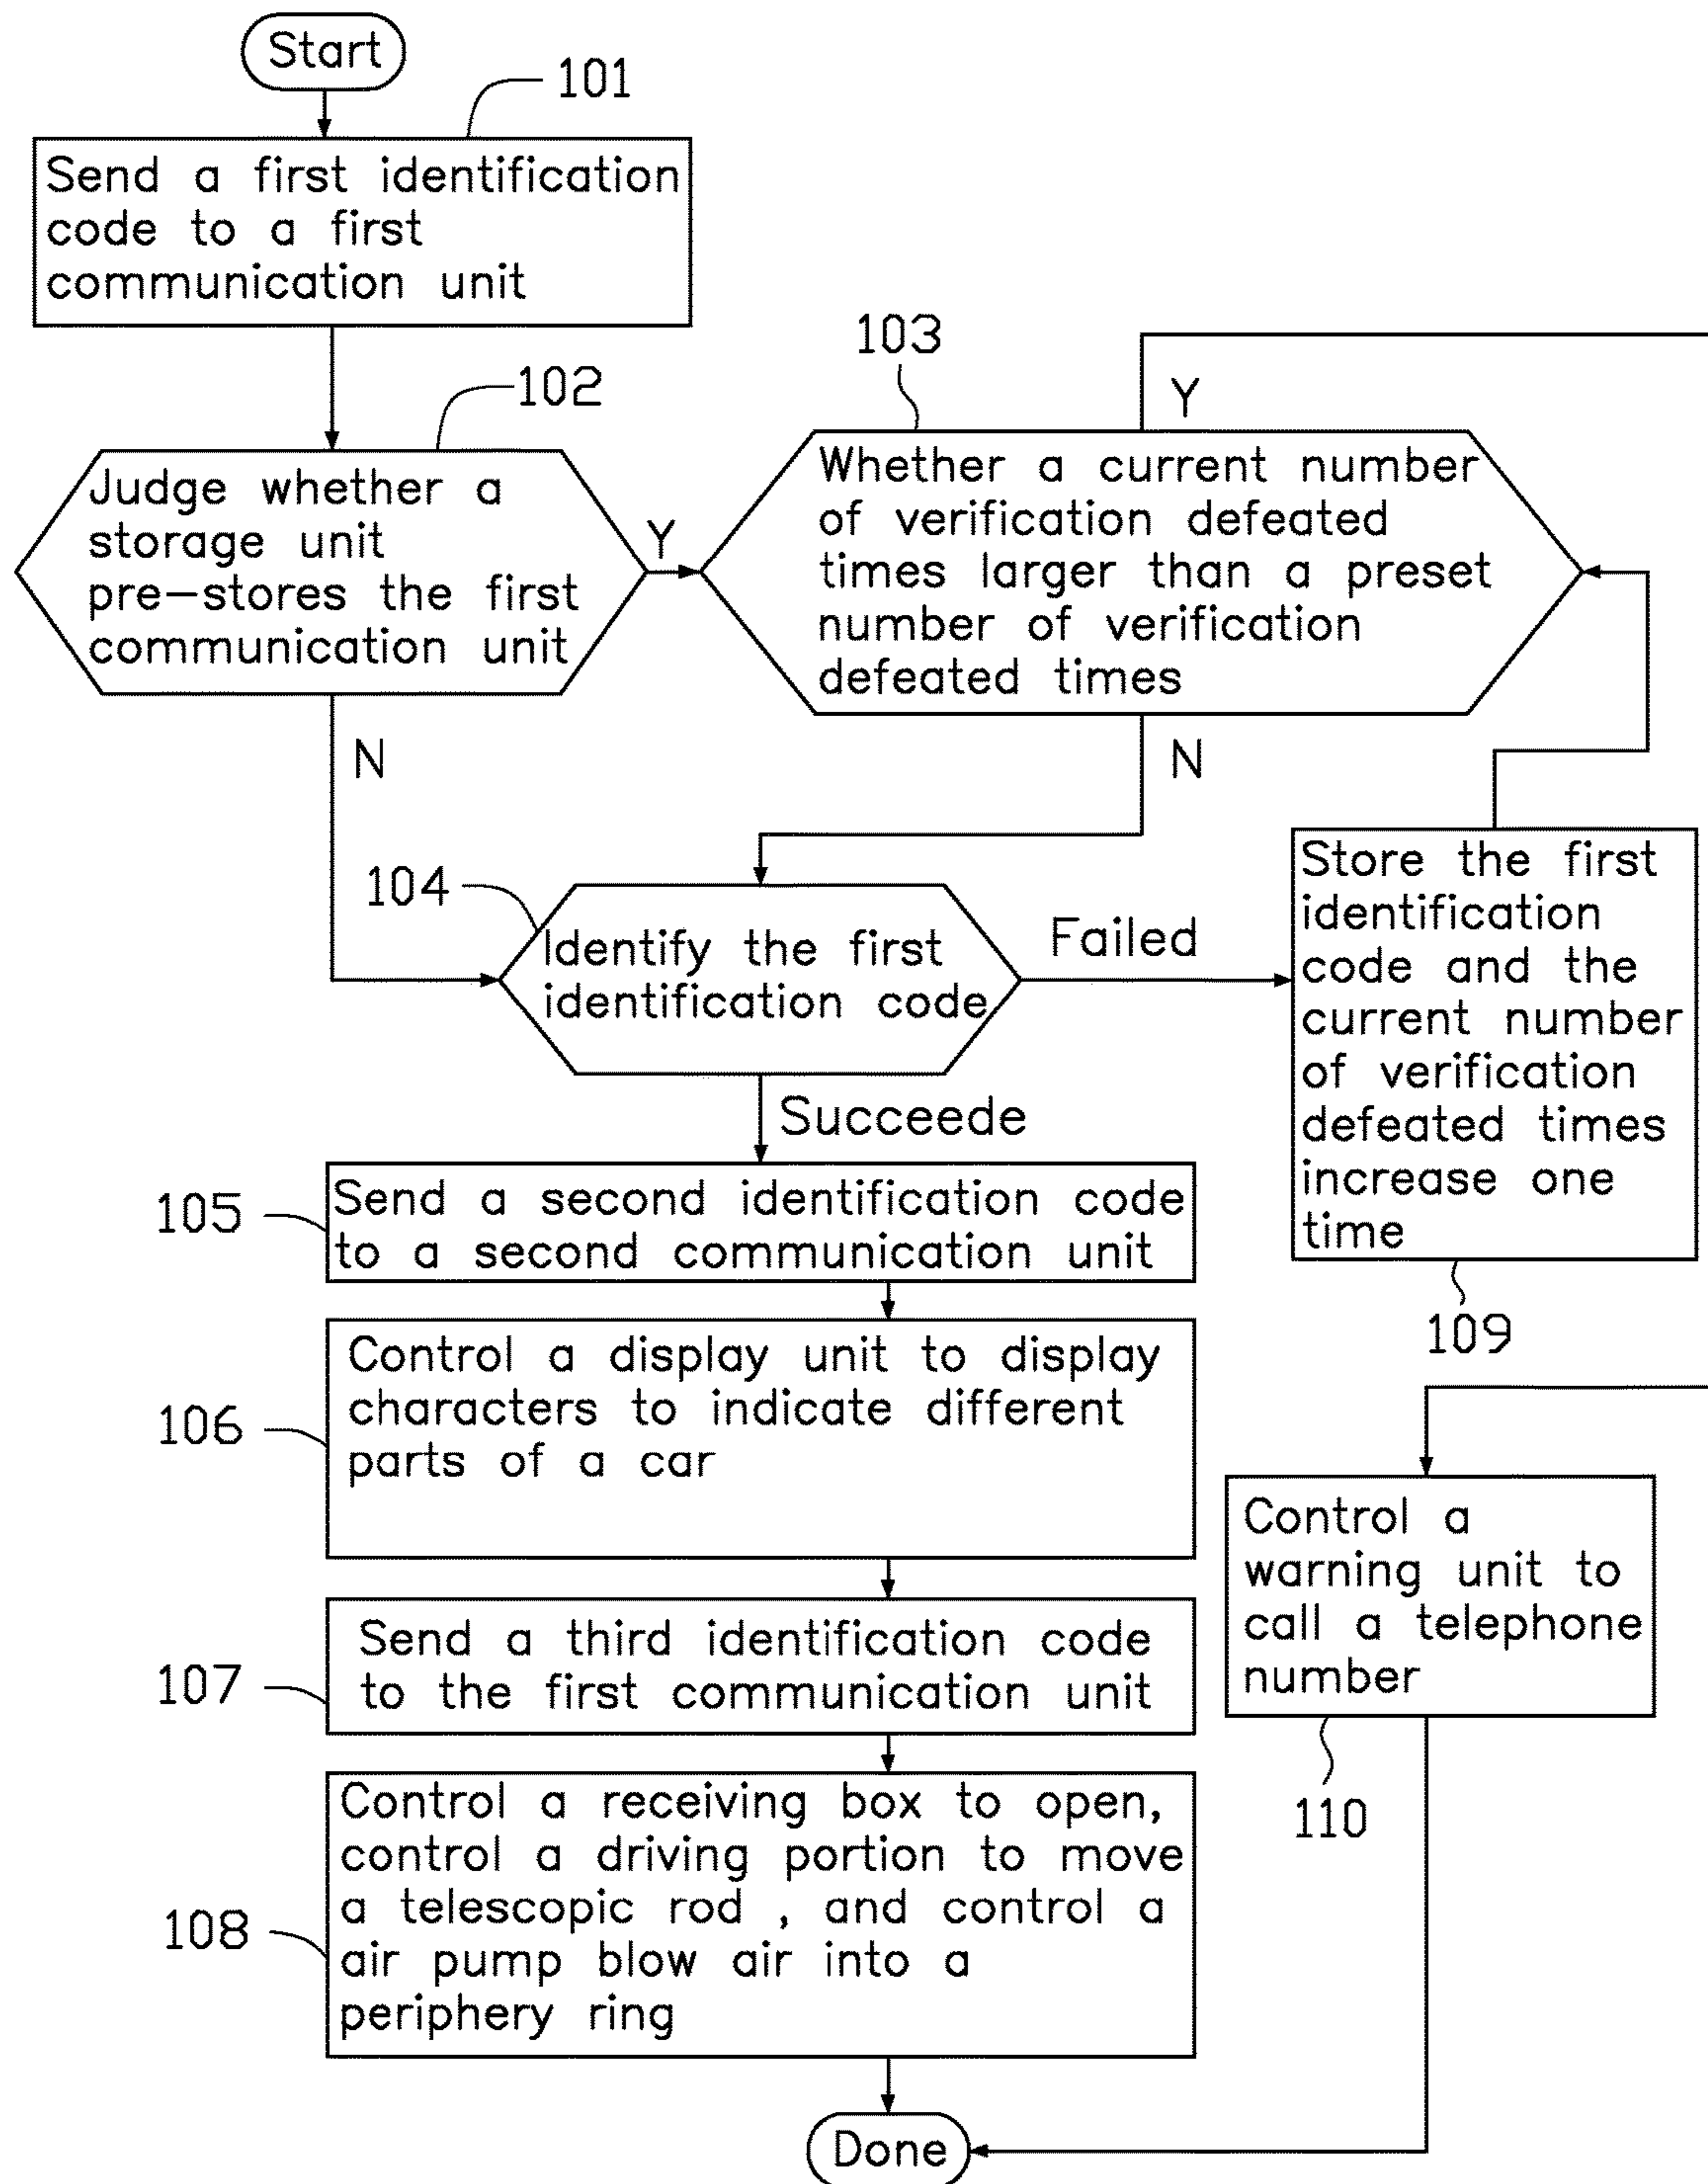 Start
101
Send a first identification
code to a first
communication unit
102
Judge whether a
storage unit
pre-stores the first
communication unit
Y
N
103
Y
Whether a current number
of verification defeated
times larger than a preset
number of verification
defeated times
N
104
Identify the first
identification code
Failed
Succeede
Store the first
identification
code and the
current number
of verification
defeated times
increase one
time
109
105
Send a second identification code
to a second communication unit
106
Control a display unit to display
characters to indicate different
parts of a car
107
Send a third identification code
to the first communication unit
108
Control a receiving box to open,
control a driving portion to move
a telescopic rod , and control a
air pump blow air into a
periphery ring
Control a
warning unit to
call a telephone
number
110
Done